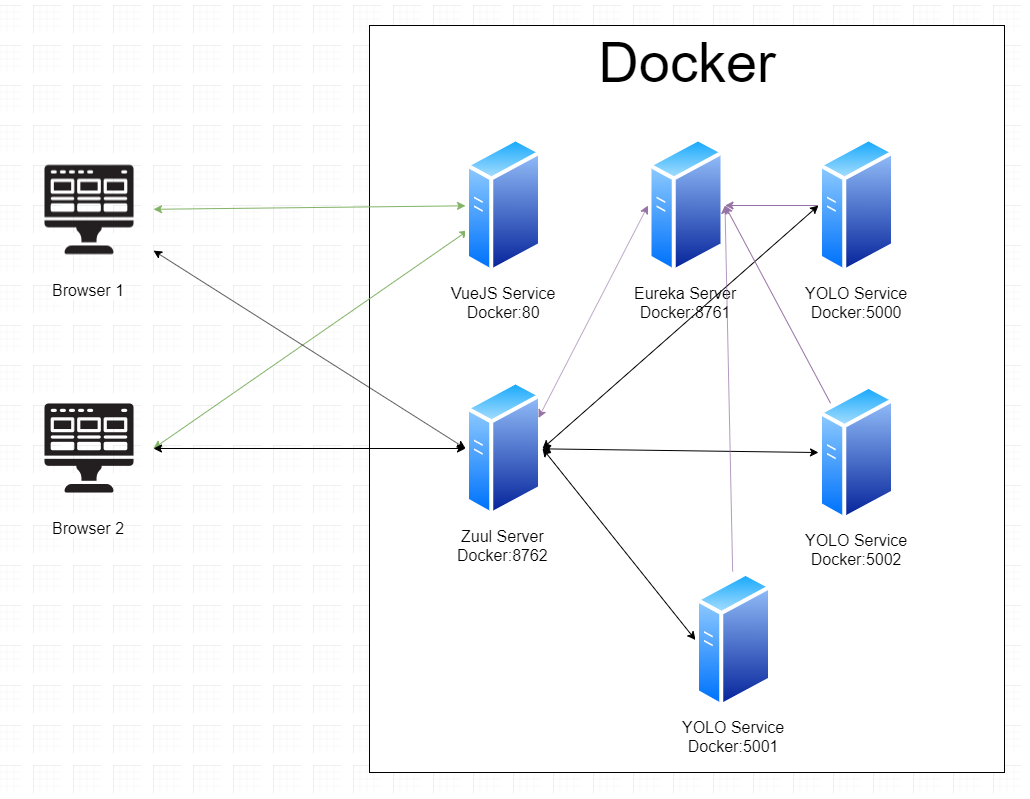 Docker
Browser 1
VueJS Service
Docker:80
Eureka Server
Docker:8761
YOLO Service
Docker:5000
Browser 2
Zuul Server
Docker:8762
YOLO Service
Docker:5002
YOLO Service
Docker:5001